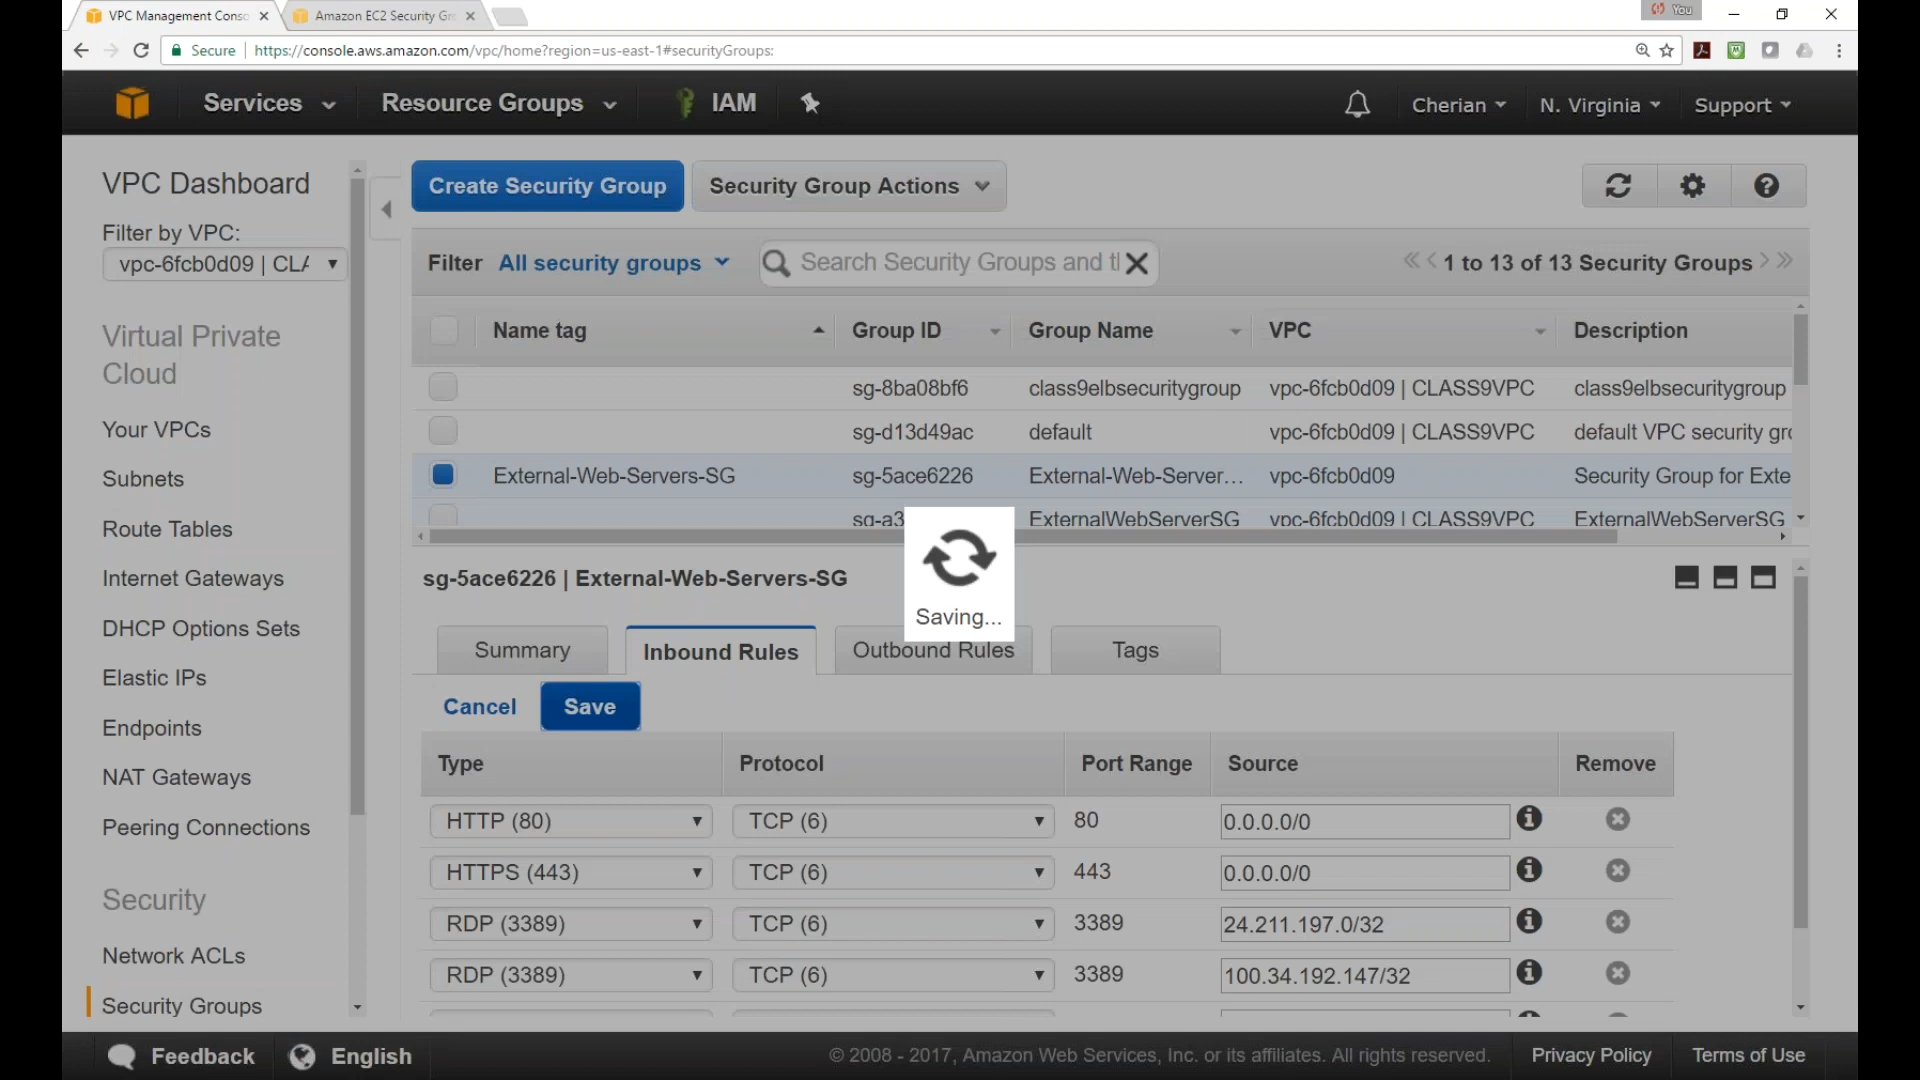 VPC Management Conso
Amazon EC2 Security Gro
You
Secure
https://console.aws.amazon.com/vpc/home?region=us-east-1#securityGroups:
Services
Resource Groups
IAM
Cherian
N. Virginia
Support
VPC Dashboard
Filter by VPC:
vpc-6fcb0d09 | CLA
Virtual Private
Cloud
Your VPCs
Subnets
Route Tables
Internet Gateways
DHCP Options Sets
Elastic IPs
Endpoints
NAT Gateways
Peering Connections
Security
Network ACLs
Security Groups
Create Security Group
Security Group Actions
Filter All security groups
Search Security Groups and tl
1 to 13 of 13 Security Groups
Name tag Group ID Group Name VPC Description
sg-8ba08bf6 class9elbsecuritygroup vpc-6fcb0d09 | CLASS9VPC class9elbsecuritygroup
sg-d13d49ac default vpc-6fcb0d09 | CLASS9VPC default VPC security gro
External-Web-Servers-SG sg-5ace6226 External-Web-Server... vpc-6fcb0d09 Security Group for Exte
sg-a3 ExternalWebServerSG vpc-6fcb0d09 | CLASS9VPC ExternalWebServerSG
Saving...
sg-5ace6226 | External-Web-Servers-SG
Summary
Inbound Rules
Outbound Rules
Tags
Cancel
Save
Type Protocol Port Range Source Remove
HTTP (80) TCP (6) 80 0.0.0.0/0
HTTPS (443) TCP (6) 443 0.0.0.0/0
RDP (3389) TCP (6) 3389 24.211.197.0/32
RDP (3389) TCP (6) 3389 100.34.192.147/32
Feedback
English
© 2008 - 2017, Amazon Web Services, Inc. or its affiliates. All rights reserved.
Privacy Policy
Terms of Use